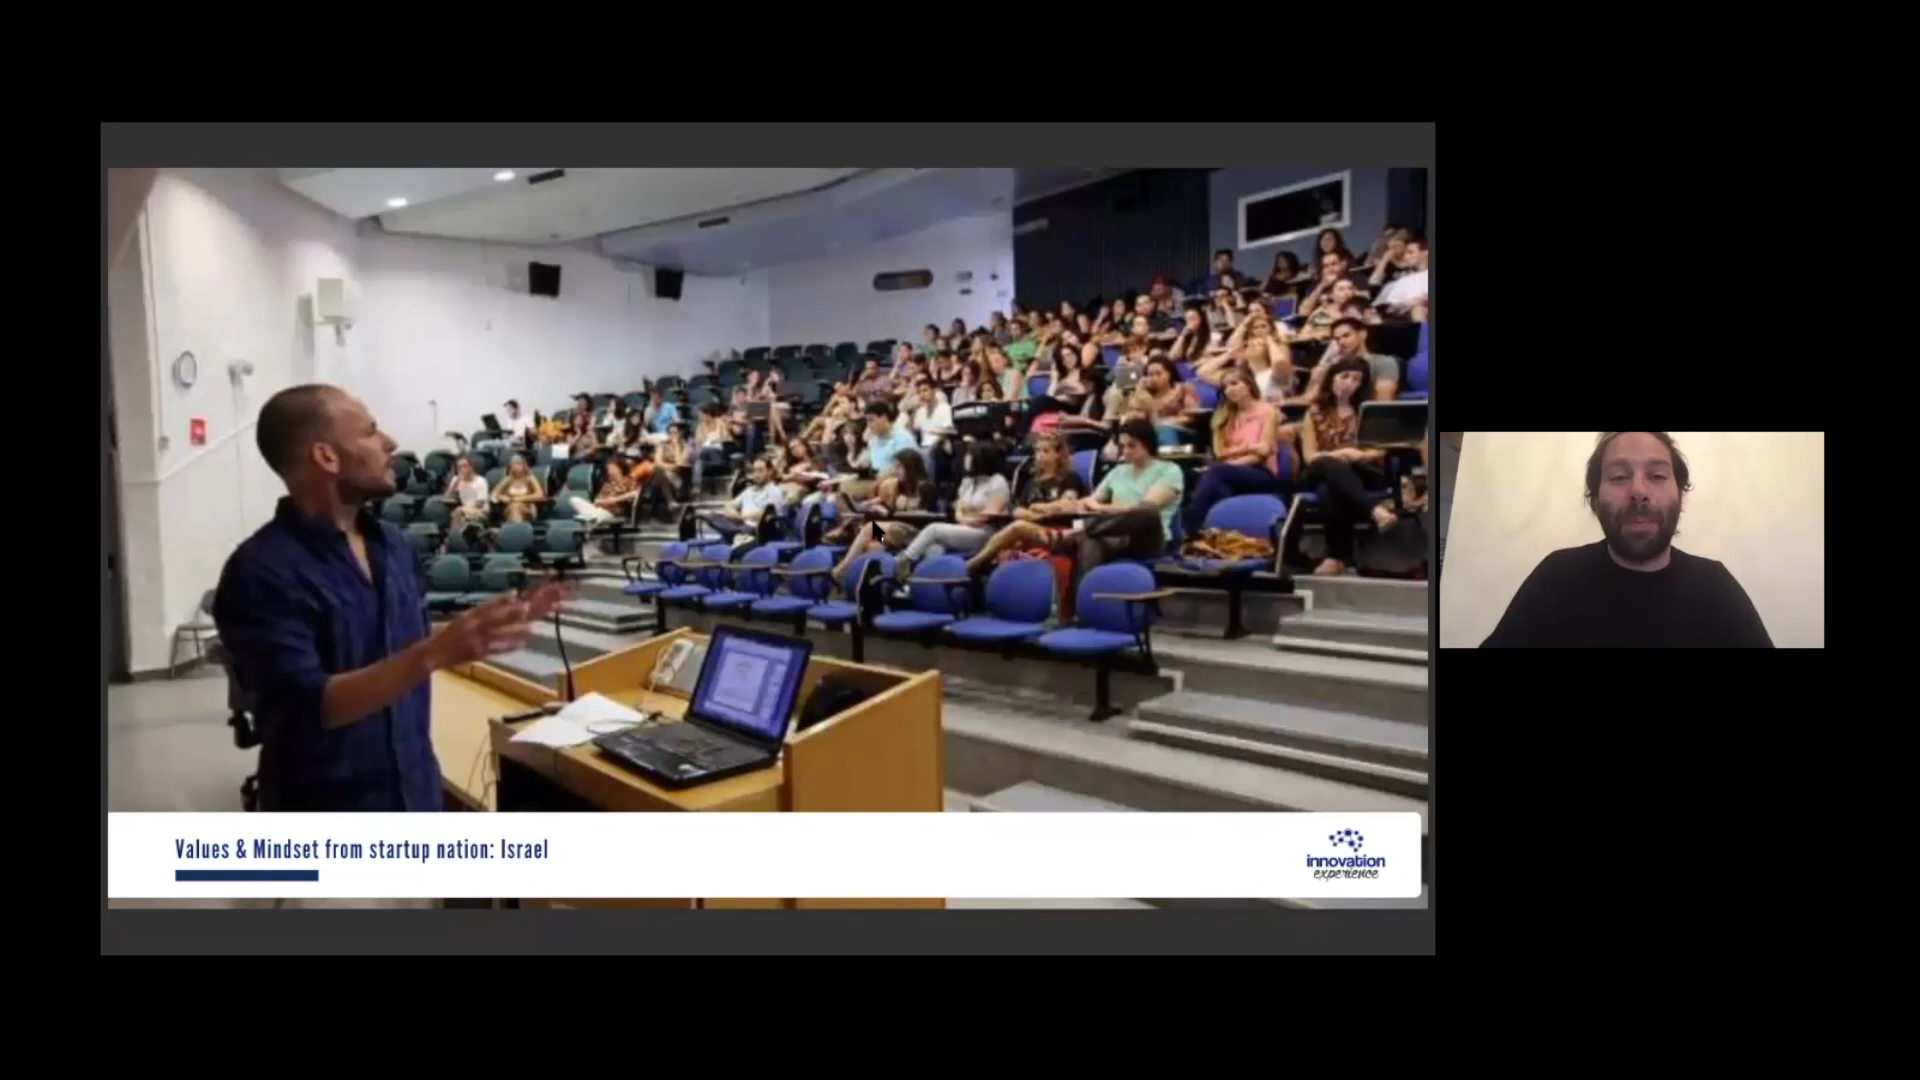 Values & Mindset from startup nation: Israel
innovation
experience